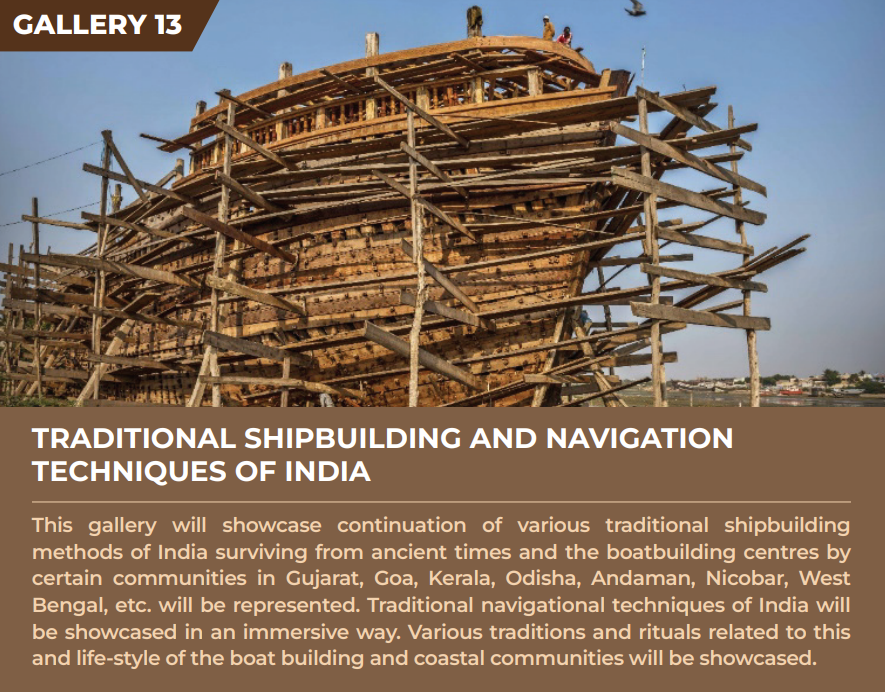 GALLERY 13
TRADITIONAL SHIPBUILDING AND NAVIGATION
TECHNIQUES OF INDIA
This gallery will showcase continuation of various traditional shipbuilding
methods of India surviving from ancient times and the boatbuilding centres by
certain communities in Gujarat, Goa, Kerala, Odisha, Andaman, Nicobar, West
Bengal, etc. will be represented. Traditional navigational techniques of India will
be showcased in an immersive way. Various traditions and rituals related to this
and life-style of the boat building and coastal communities will be showcased.